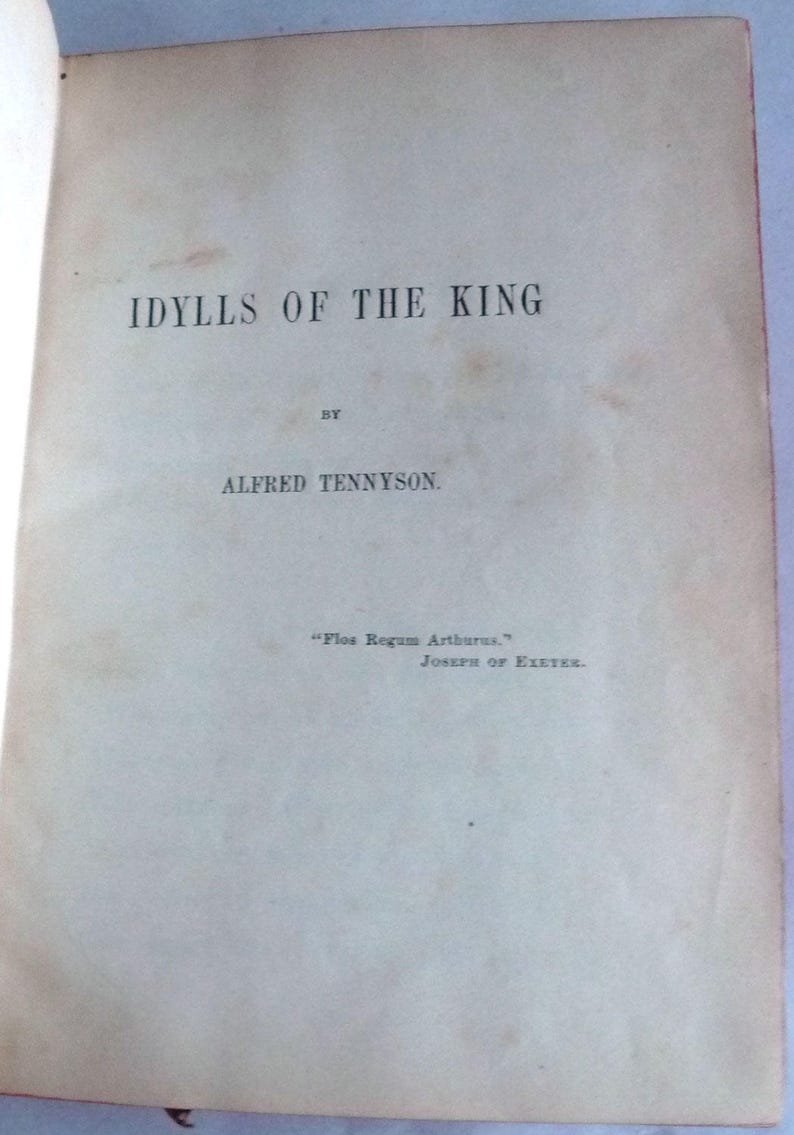 IDYLLS OF THE KING
BY
ALFRED TENNYSON.
"Flos Regum Arthurus."
JOSEPH OF EXETER.